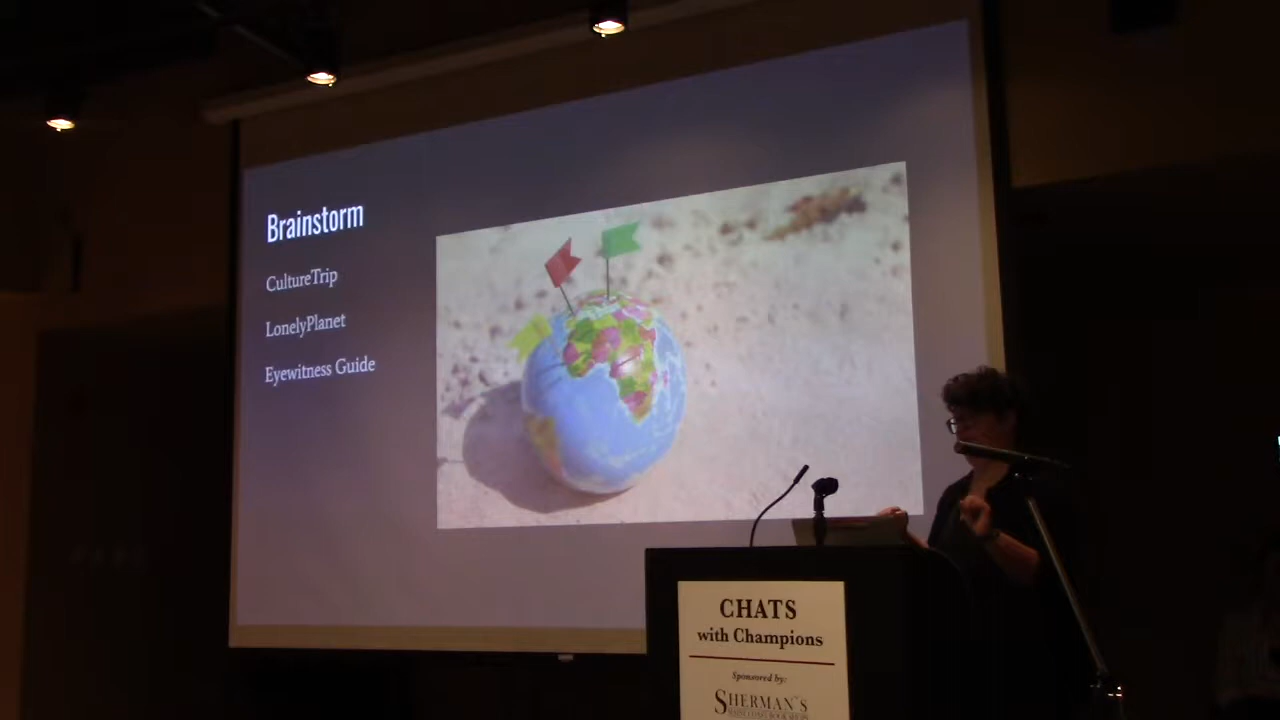 Brainstorm
CultureTrip
LonelyPlanet
Eyewitness Guide
CHATS
with Champions
Sponsored by:
SHERMAN'S